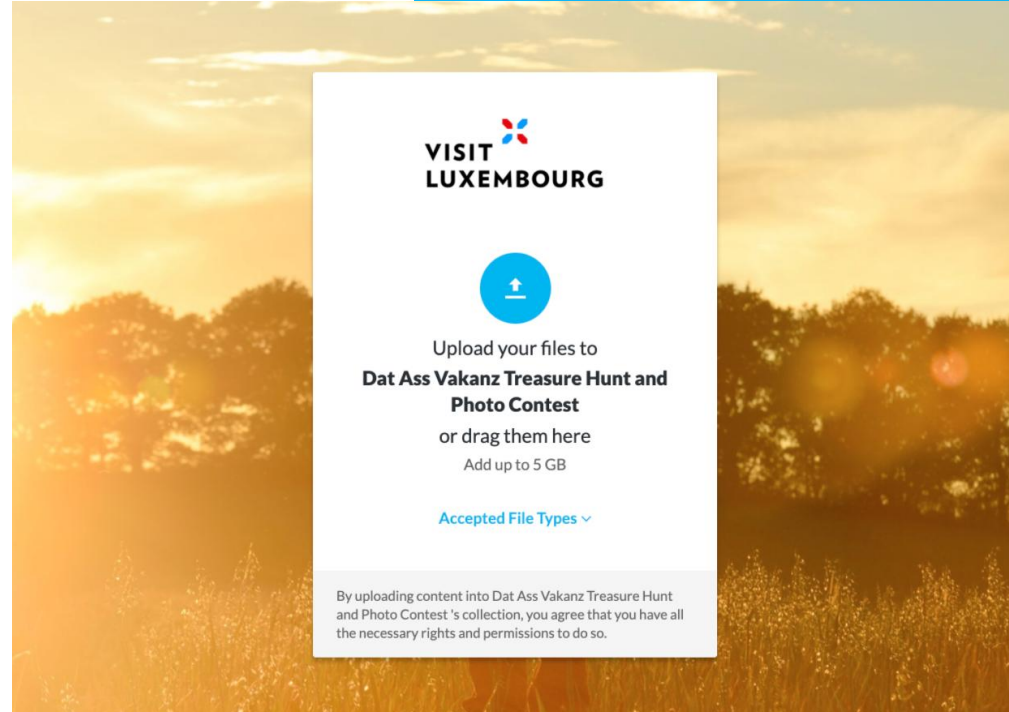 VISIT
LUXEMBOURG
Upload your files to
Dat Ass Vakanz Treasure Hunt and
Photo Contest
or drag them here
Add up to 5 GB
Accepted File Types
By uploading content into Dat Ass Vakanz Treasure Hunt
and Photo Contest 's collection, you agree that you have all
the necessary rights and permissions to do so.